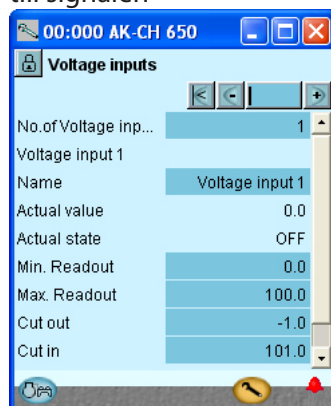 till signalen
00:000 AK-CH 650
Voltage inputs
No.of Voltage inp... 1
Voltage input 1
Name Voltage input 1
Actual value 0.0
Actual state OFF
Min. Readout 0.0
Max. Readout 100.0
Cut out -1.0
Cut in 101.0